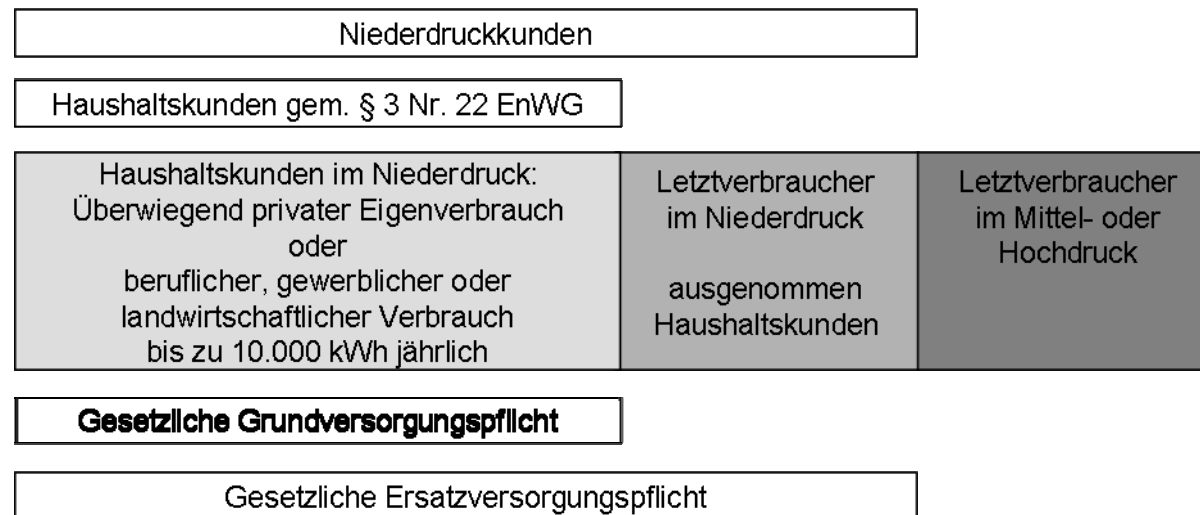 Niederdruckkunden
Haushaltskunden gem. § 3 Nr. 22 EnWG
Haushaltskunden im Niederdruck:
Überwiegend privater Eigenverbrauch
oder
beruflicher, gewerblicher oder
landwirtschaftlicher Verbrauch
bis zu 10.000 kWh jährlich
Letztverbraucher
im Niederdruck
ausgenommen
Haushaltskunden
Letztverbraucher
im Mittel- oder
Hochdruck
Gesetzliche Grundversorgungspflicht
Gesetzliche Ersatzversorgungspflicht